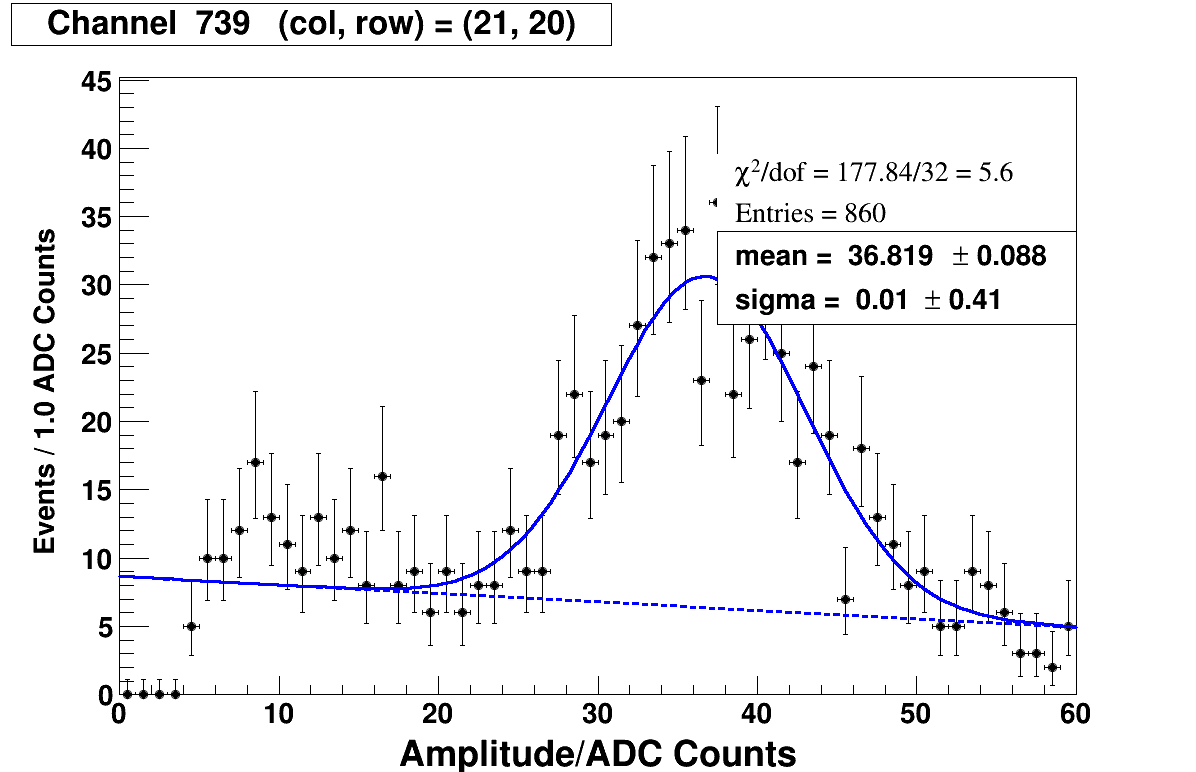 Channel 739 (col, row) = (21, 20)
45
40
35
30
25
20
15
10
5
0
Events / 1.0 ADC Counts
χ²/dof = 177.84/32 = 5.6
Entries = 860
mean = 36.819 ± 0.088
sigma = 0.01 ± 0.41
0 10 20 30 40 50 60
Amplitude/ADC Counts